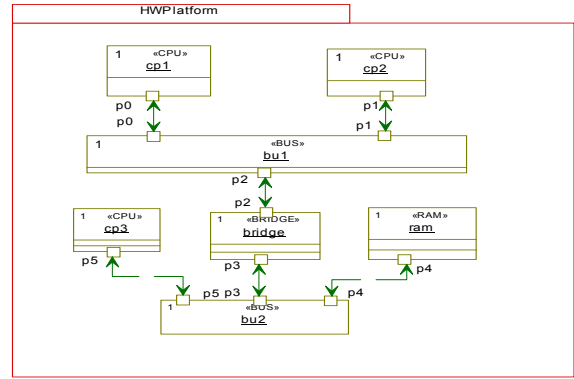 HWPlatform
1 «CPU»
cp1
1 «CPU»
cp2
p0
p0
p1
p1
1 «BUS»
bu1
p2
p2
1 «CPU»
cp3
1 «BRIDGE»
bridge
1 «RAM»
ram
p5
p3
p4
p5 p3
p4
1 «BUS»
bu2